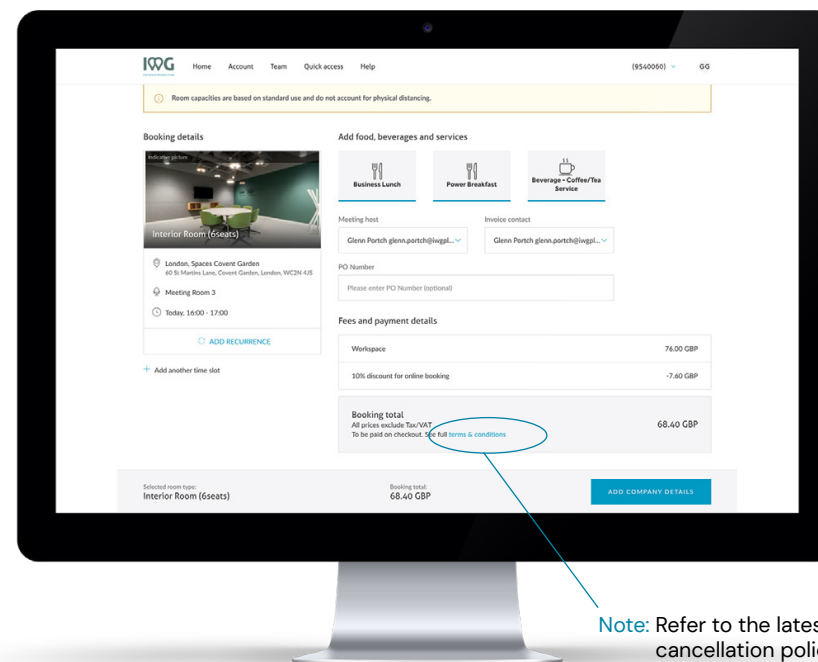 IWG
Home Account Team Quick access Help (9540060) GG
Room capacities are based on standard use and do not account for physical distancing.
Booking details
Indicative picture
Interior Room (6seats)
London, Spaces Covent Garden
60 St Martins Lane, Covent Garden, London, WC2N 4JS
Meeting Room 3
Today, 16:00 - 17:00
ADD RECURRENCE
+ Add another time slot
Add food, beverages and services
Business Lunch
Power Breakfast
Beverage - Coffee/Tea
Service
Meeting host
Glenn Portch glenn.portch@iwgpl...
Invoice contact
Glenn Portch glenn.portch@iwgpl...
PO Number
Please enter PO Number (optional)
Fees and payment details
Workspace 76.00 GBP
10% discount for online booking -7.60 GBP
Booking total
All prices exclude Tax/VAT
To be paid on checkout. See full terms & conditions
68.40 GBP
Selected room type:
Interior Room (6seats)
Booking total:
68.40 GBP
ADD COMPANY DETAILS
Note: Refer to the lates
cancellation polic